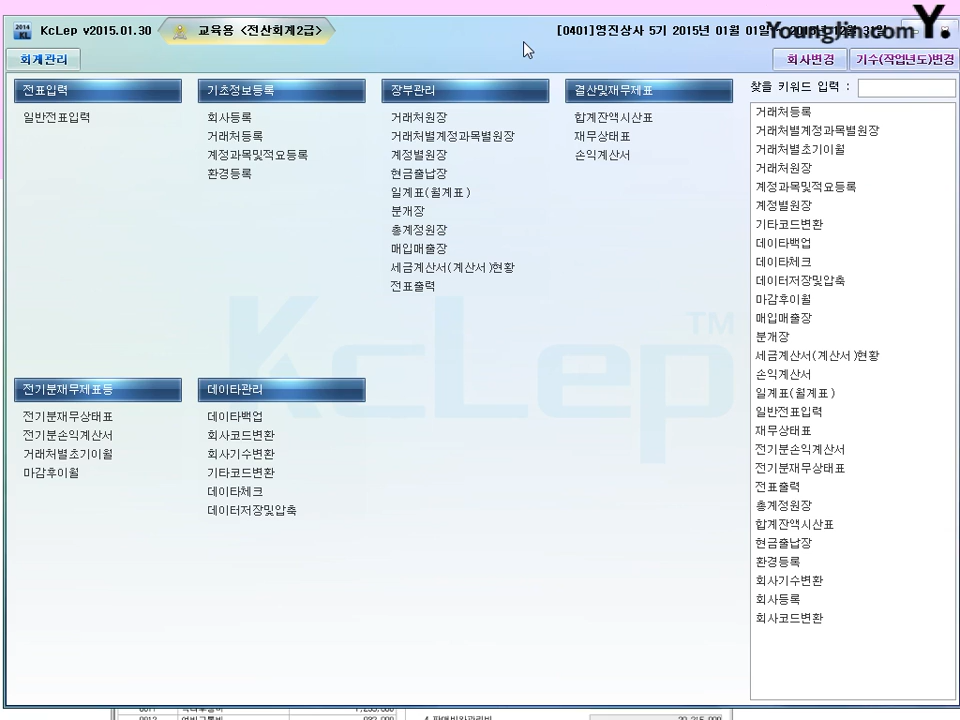 KcLep v2015.01.30
교육용 <전산회계2급>
[0401]영진상사 5기 2015년 01월 01일~ 2015년 12월 31일
Younglin.com Y.
회계관리
회사변경
기수(작업년도)변경
전표입력
일반전표입력
기초정보등록
회사등록
거래처등록
계정과목및적요등록
환경등록
장부관리
거래처원장
거래처별계정과목별원장
계정별원장
현금출납장
일계표(월계표)
분개장
총계정원장
매입매출장
세금계산서(계산서)현황
전표출력
결산및재무제표
합계잔액시산표
재무상태표
손익계산서
전기분재무제표등
전기분재무상태표
전기분손익계산서
거래처별초기이월
마감후이월
데이타관리
데이타백업
회사코드변환
회사기수변환
기타코드변환
데이타체크
데이터저장및압축
KcLep TM
찾을 키워드 입력 :
거래처등록
거래처별계정과목별원장
거래처별초기이월
거래처원장
계정과목및적요등록
계정별원장
기타코드변환
데이타백업
데이타체크
데이터저장및압축
마감후이월
매입매출장
분개장
세금계산서(계산서)현황
손익계산서
일계표(월계표)
일반전표입력
재무상태표
전기분손익계산서
전기분재무상태표
전표출력
총계정원장
합계잔액시산표
현금출납장
환경등록
회사기수변환
회사등록
회사코드변환